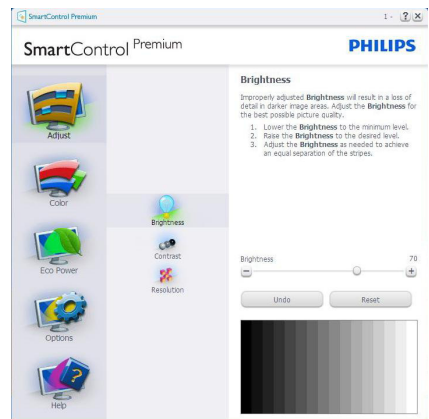 SmartControl Premium
1 -
?
X
SmartControl Premium
PHILIPS
Adjust
Color
Eco Power
Options
Help
Brightness
Contrast
Resolution
Brightness
Improperly adjusted Brightness will result in a loss of
detail in darker image areas. Adjust the Brightness for
the best possible picture quality.
1. Lower the Brightness to the minimum level.
2. Raise the Brightness to the desired level.
3. Adjust the Brightness as needed to achieve
an equal separation of the stripes.
Brightness 70
Undo Reset